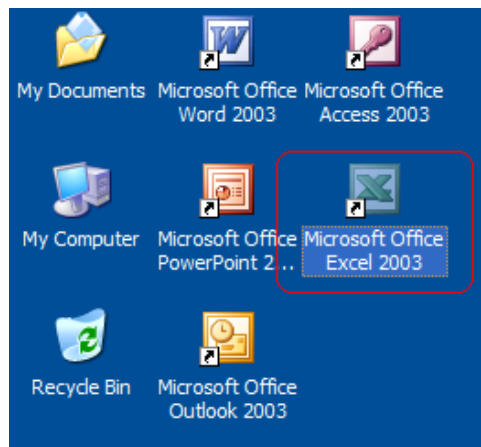 My Documents
Microsoft Office
Word 2003
Microsoft Office
Access 2003
My Computer
Microsoft Office
PowerPoint 2...
Microsoft Office
Excel 2003
Recycle Bin
Microsoft Office
Outlook 2003